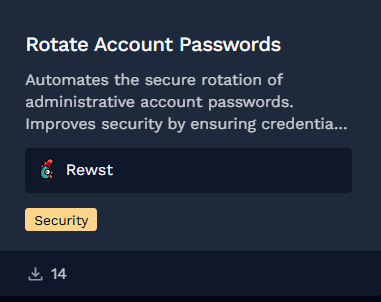 Rotate Account Passwords
Automates the secure rotation of
administrative account passwords.
Improves security by ensuring credentia...
Rewst
Security
14